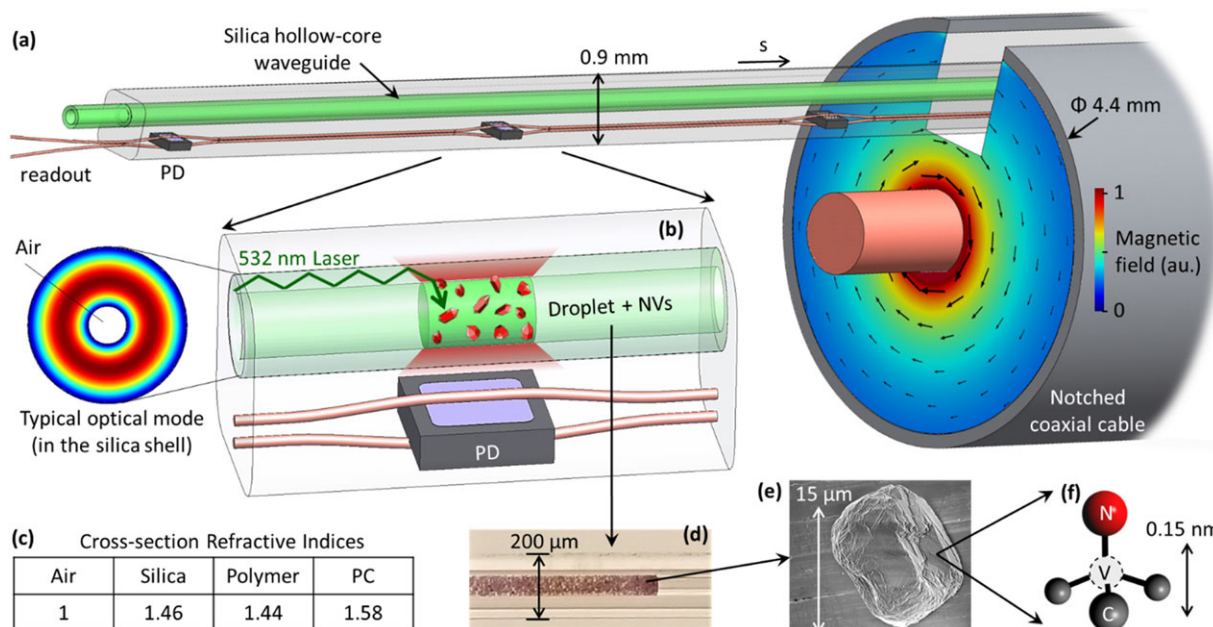 (a)
Silica hollow-core
waveguide
0.9 mm
s
Φ 4.4 mm
readout
PD
1
Magnetic
field (au.)
0
Notched
coaxial cable
(b)
Air
532 nm Laser
Droplet + NVs
PD
Typical optical mode
(in the silica shell)
(c) Cross-section Refractive Indices
Air Silica Polymer PC
1 1.46 1.44 1.58
(d)
200 μm
(e)
15 μm
(f)
N
V
C
0.15 nm